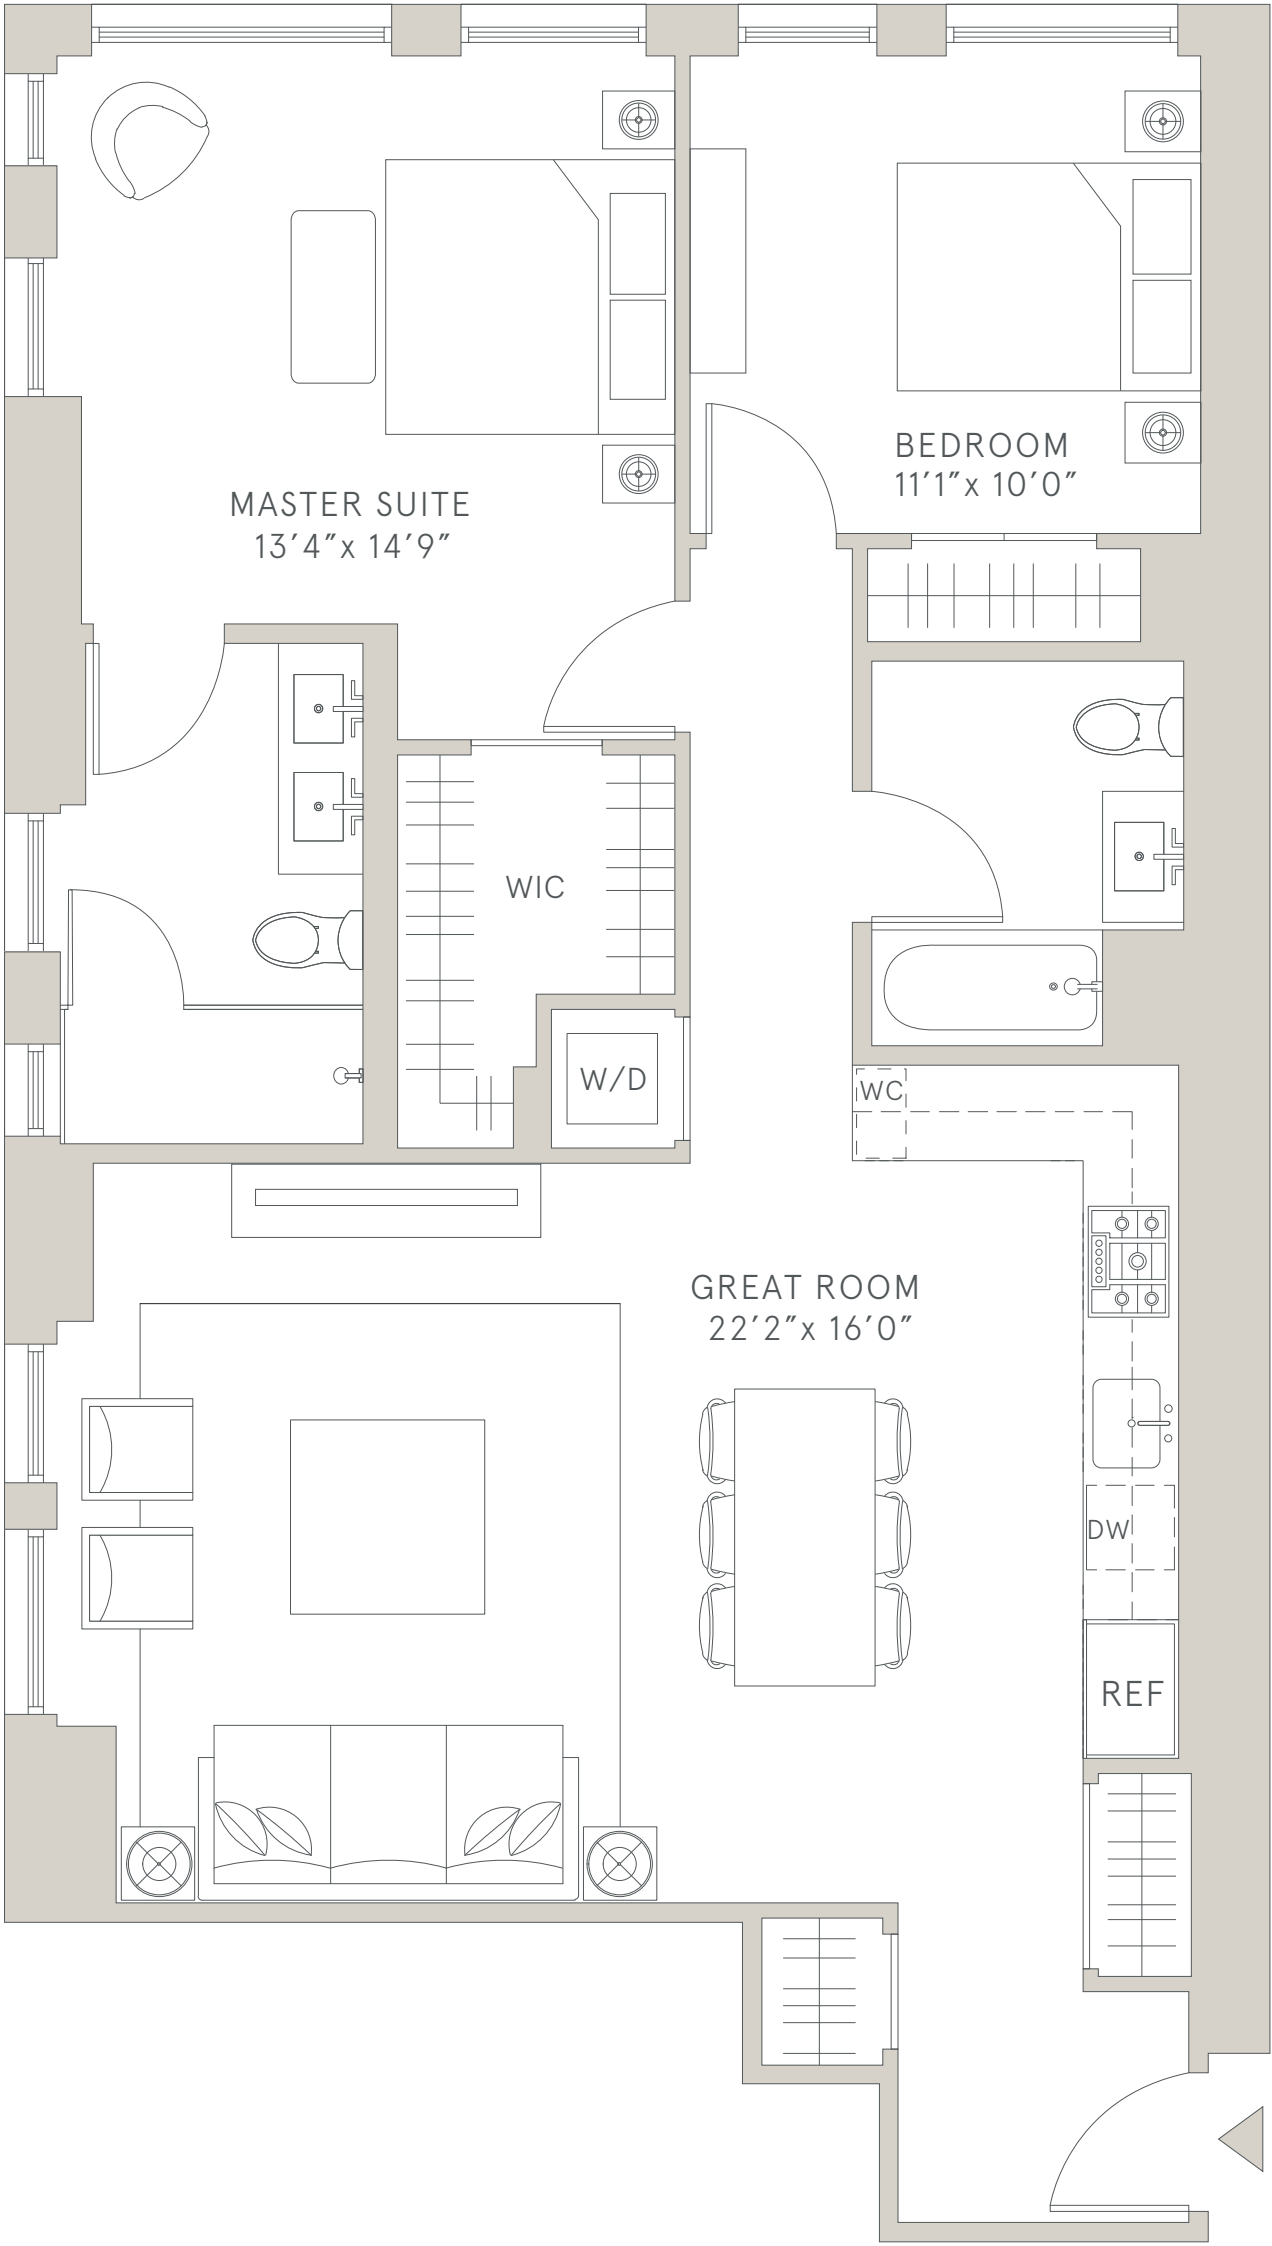 BEDROOM
11'1"x 10'0"
MASTER SUITE
13'4"x 14'9"
WIC
W/D
WC
GREAT ROOM
22'2"x 16'0"
DW
REF